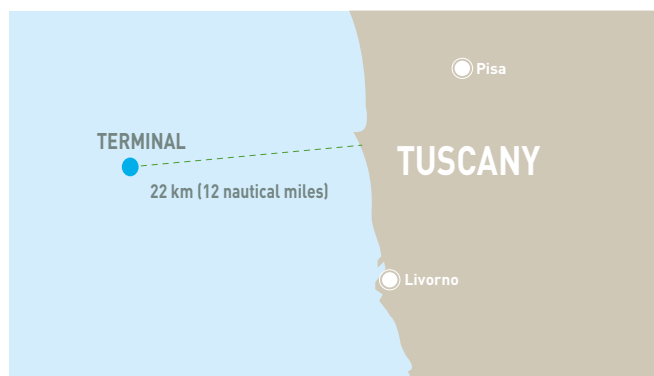 Pisa
TERMINAL
TUSCANY
22 km (12 nautical miles)
Livorno